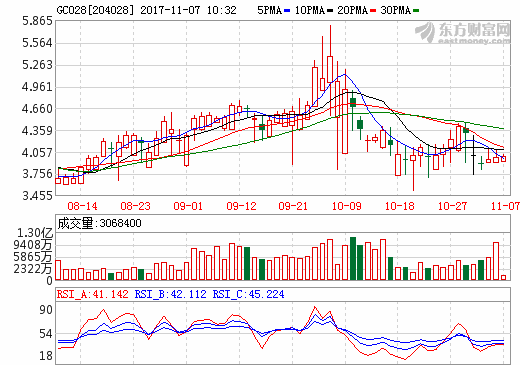 GC028[204028] 2017-11-07 10:32 5PMA 10PMA 20PMA 30PMA
东方财富网
eastmoney.com
5.865
5.564
5.263
4.961
4.660
4.359
4.057
3.756
3.455
08-14 08-23 09-01 09-12 09-21 10-09 10-18 10-27 11-07
成交量:3068400
1.30亿
9408万
5865万
2322万
0
RSI_A:41.142 RSI_B:42.112 RSI_C:45.224
90
54
18